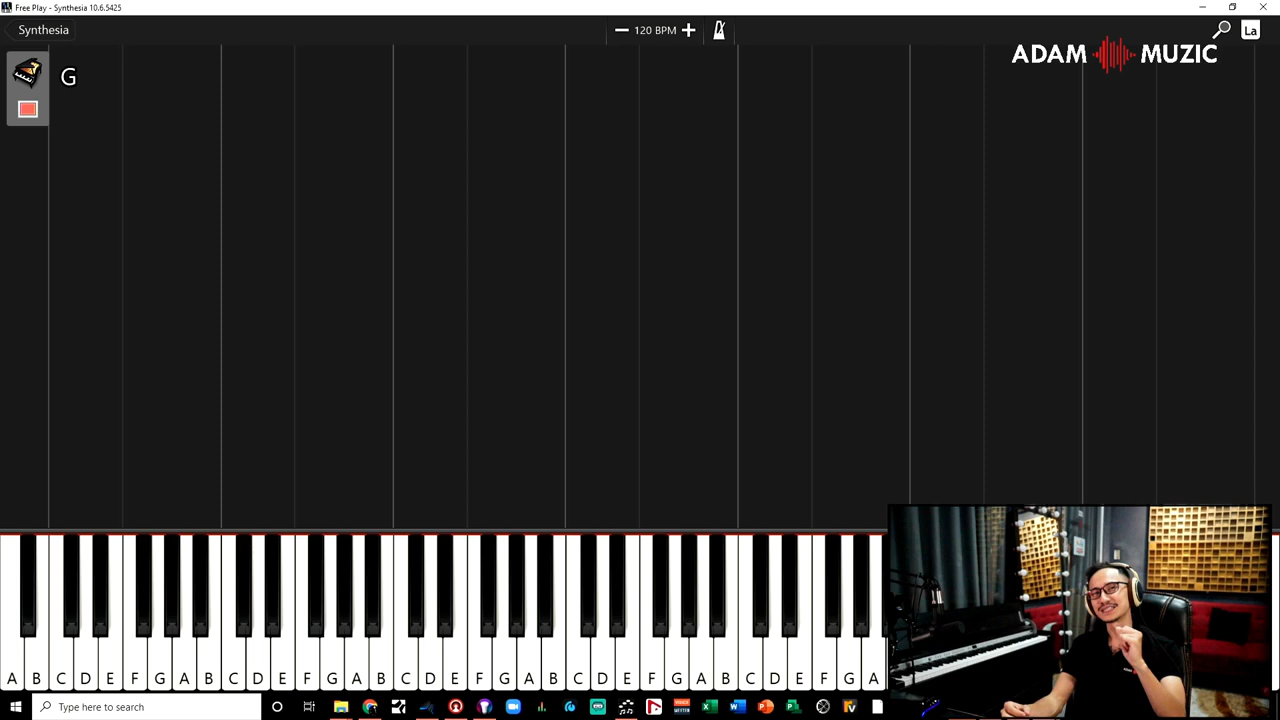 Free Play - Synthesia 10.6.5425
Synthesia
120 BPM
La
ADAM MUZIC
G
A B C D E F G A B C D E F G A B C D E F G A B C D E F G A B C D E F G A
Type here to search